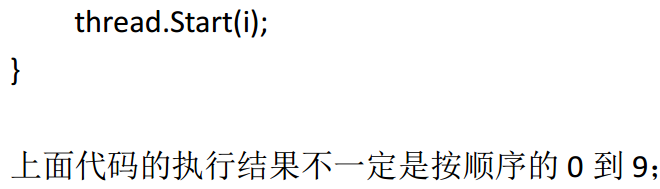 thread.Start(i);
}
上面代码的执行结果不一定是按顺序的 0 到 9；